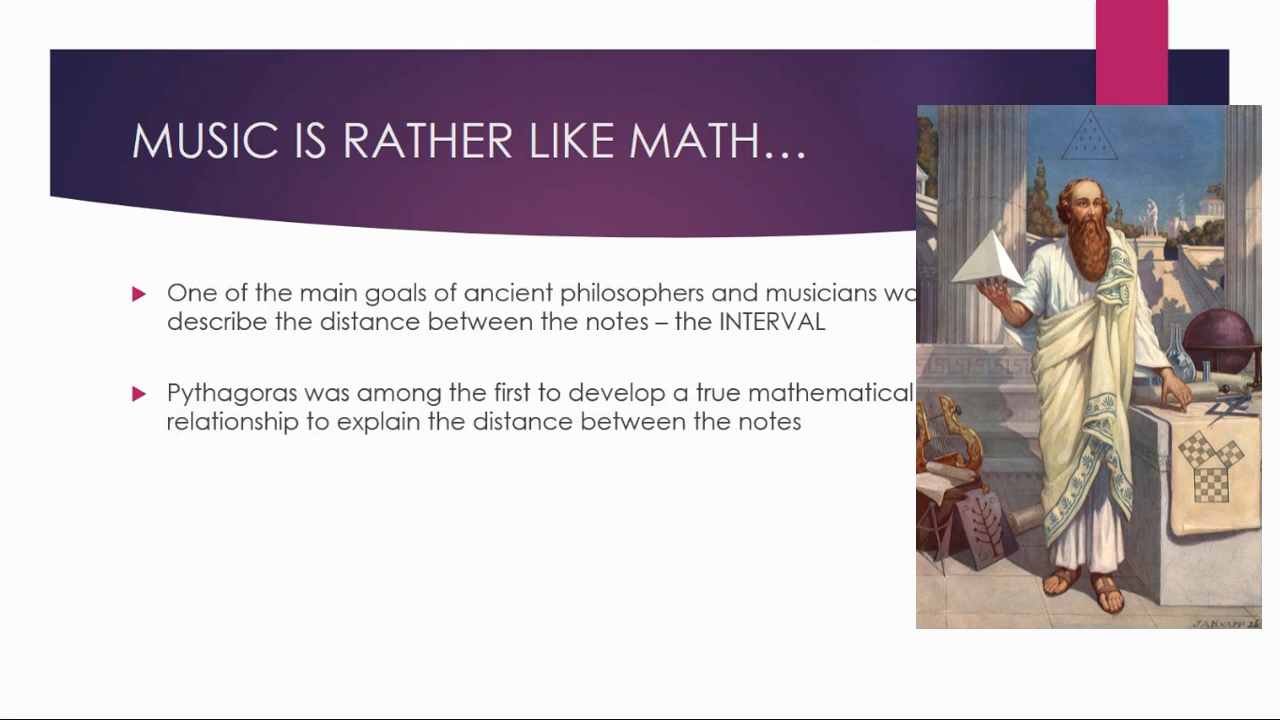 MUSIC IS RATHER LIKE MATH...
One of the main goals of ancient philosophers and musicians
describe the distance between the notes – the INTERVAL
Pythagoras was among the first to develop a true mathematical
relationship to explain the distance between the notes
J.A.KNAPP 26